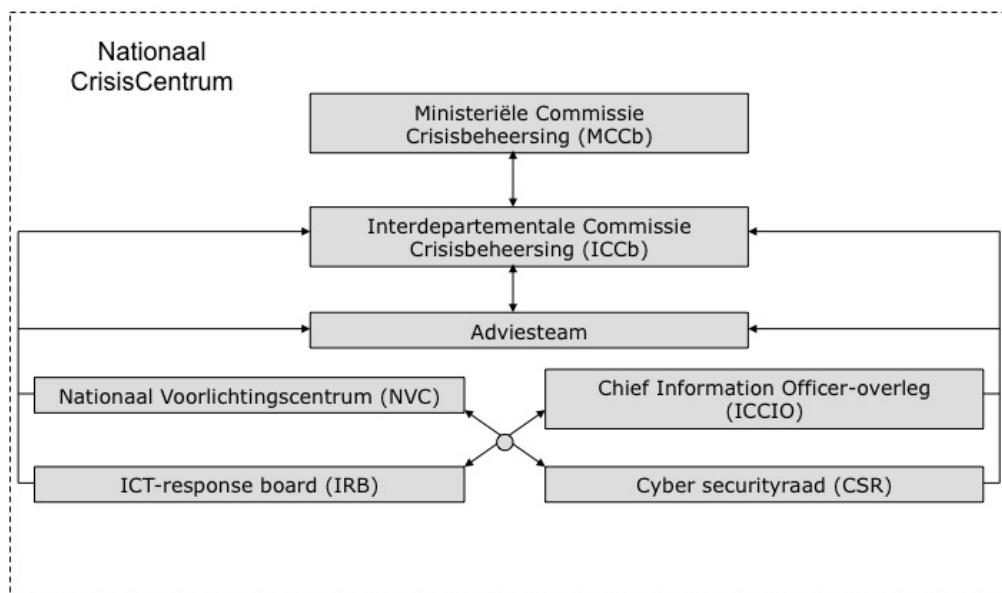 Nationaal
CrisisCentrum
Ministeriële Commissie
Crisisbeheersing (MCCb)
Interdepartementale Commissie
Crisisbeheersing (ICCb)
Adviesteam
Nationaal Voorlichtingscentrum (NVC)
Chief Information Officer-overleg
(ICCIO)
ICT-response board (IRB)
Cyber securityraad (CSR)